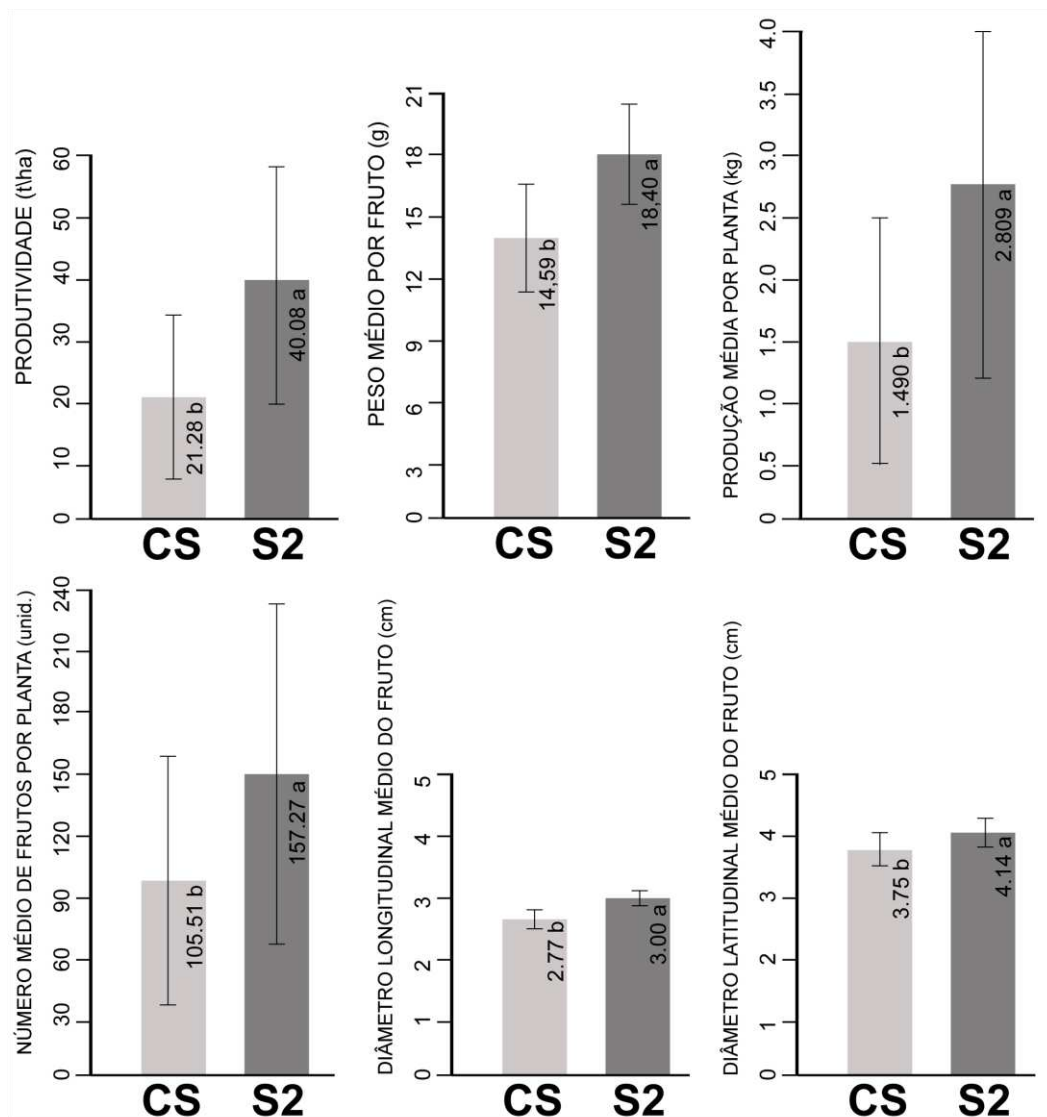 PRODUTIVIDADE (t\ha)
60
50
40
30
20
10
0
21.28 b
40.08 a
CS S2
PESO MÉDIO POR FRUTO (g)
21
18
15
12
9
6
3
0
14,59 b
18,40 a
CS S2
PRODUÇÃO MÉDIA POR PLANTA (kg)
4.0
3.5
3.0
2.5
2.0
1.5
1.0
0.5
0
1.490 b
2.809 a
CS S2
NÚMERO MÉDIO DE FRUTOS POR PLANTA (unid.)
240
210
180
150
120
90
60
30
0
105.51 b
157.27 a
CS S2
DIÂMETRO LONGITUDINAL MÉDIO DO FRUTO (cm)
5
4
3
2
1
0
2.77 b
3.00 a
CS S2
DIÂMETRO LATITUDINAL MÉDIO DO FRUTO (cm)
5
4
3
2
1
0
3.75 b
4.14 a
CS S2